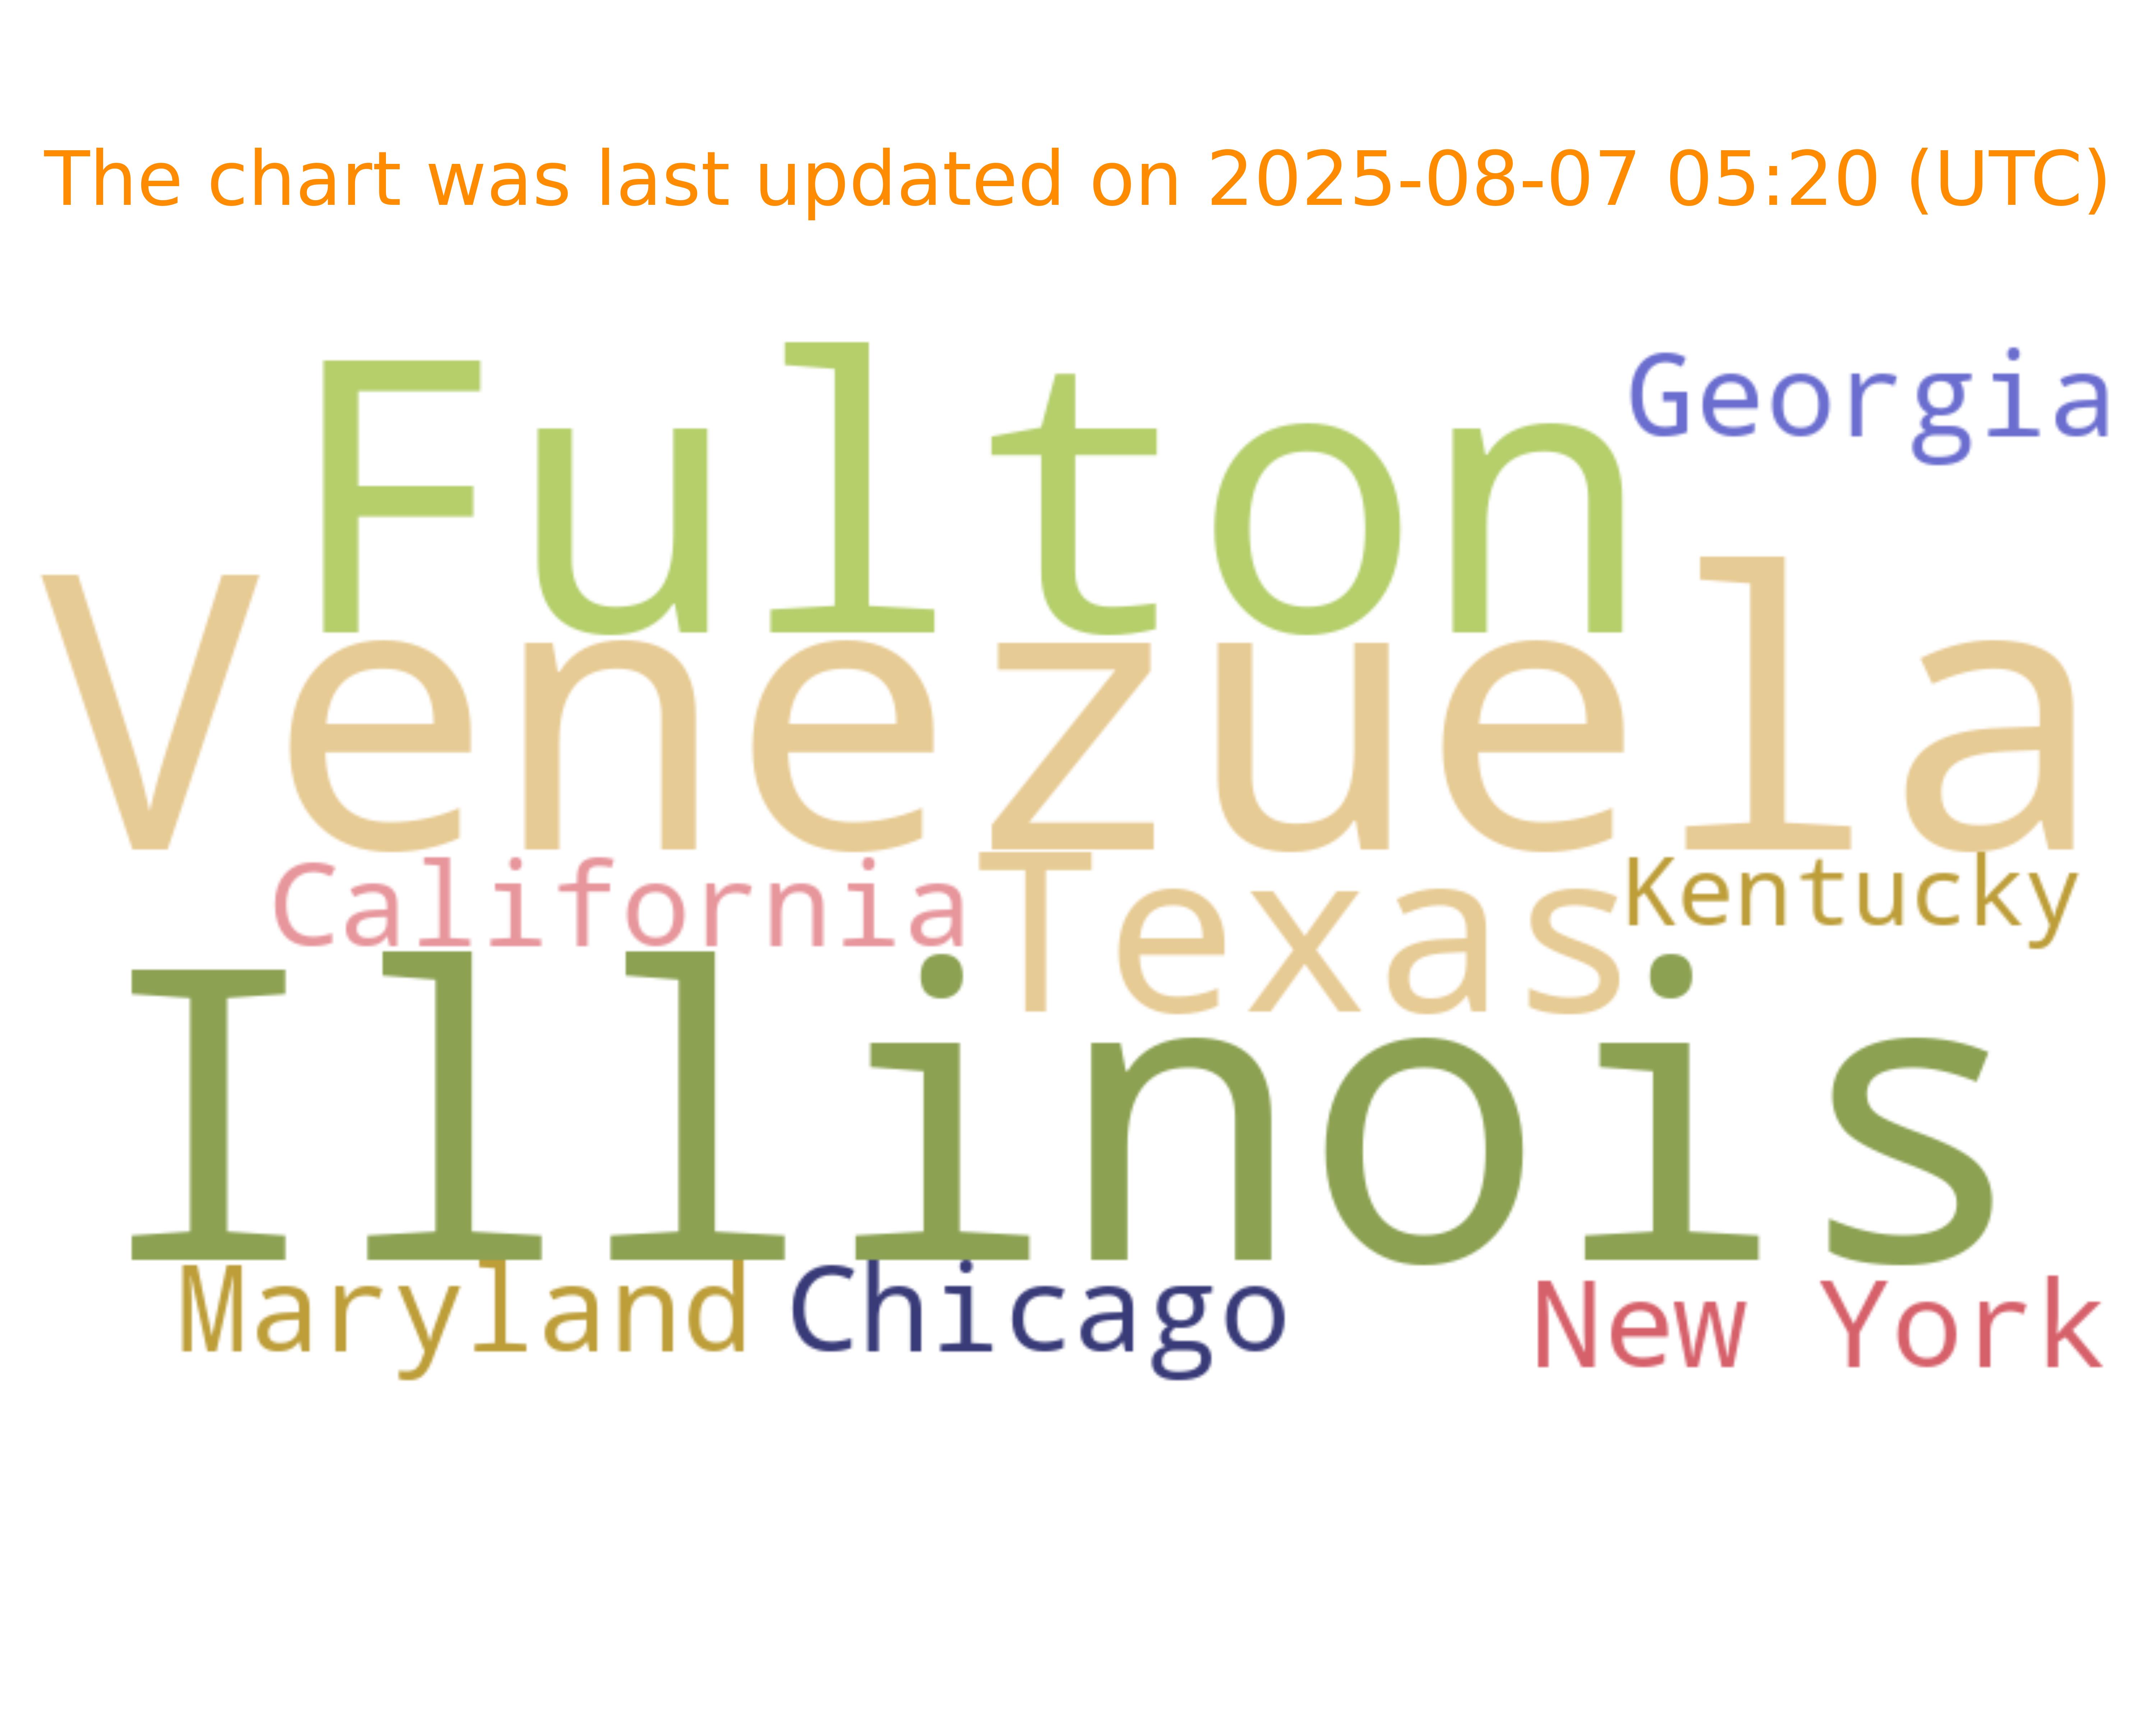 The chart was last updated on 2025-08-07 05:20 (UTC)
Georgia
Fulton
Venezuela
California Texas Kentucky
Illinois
Maryland Chicago New York